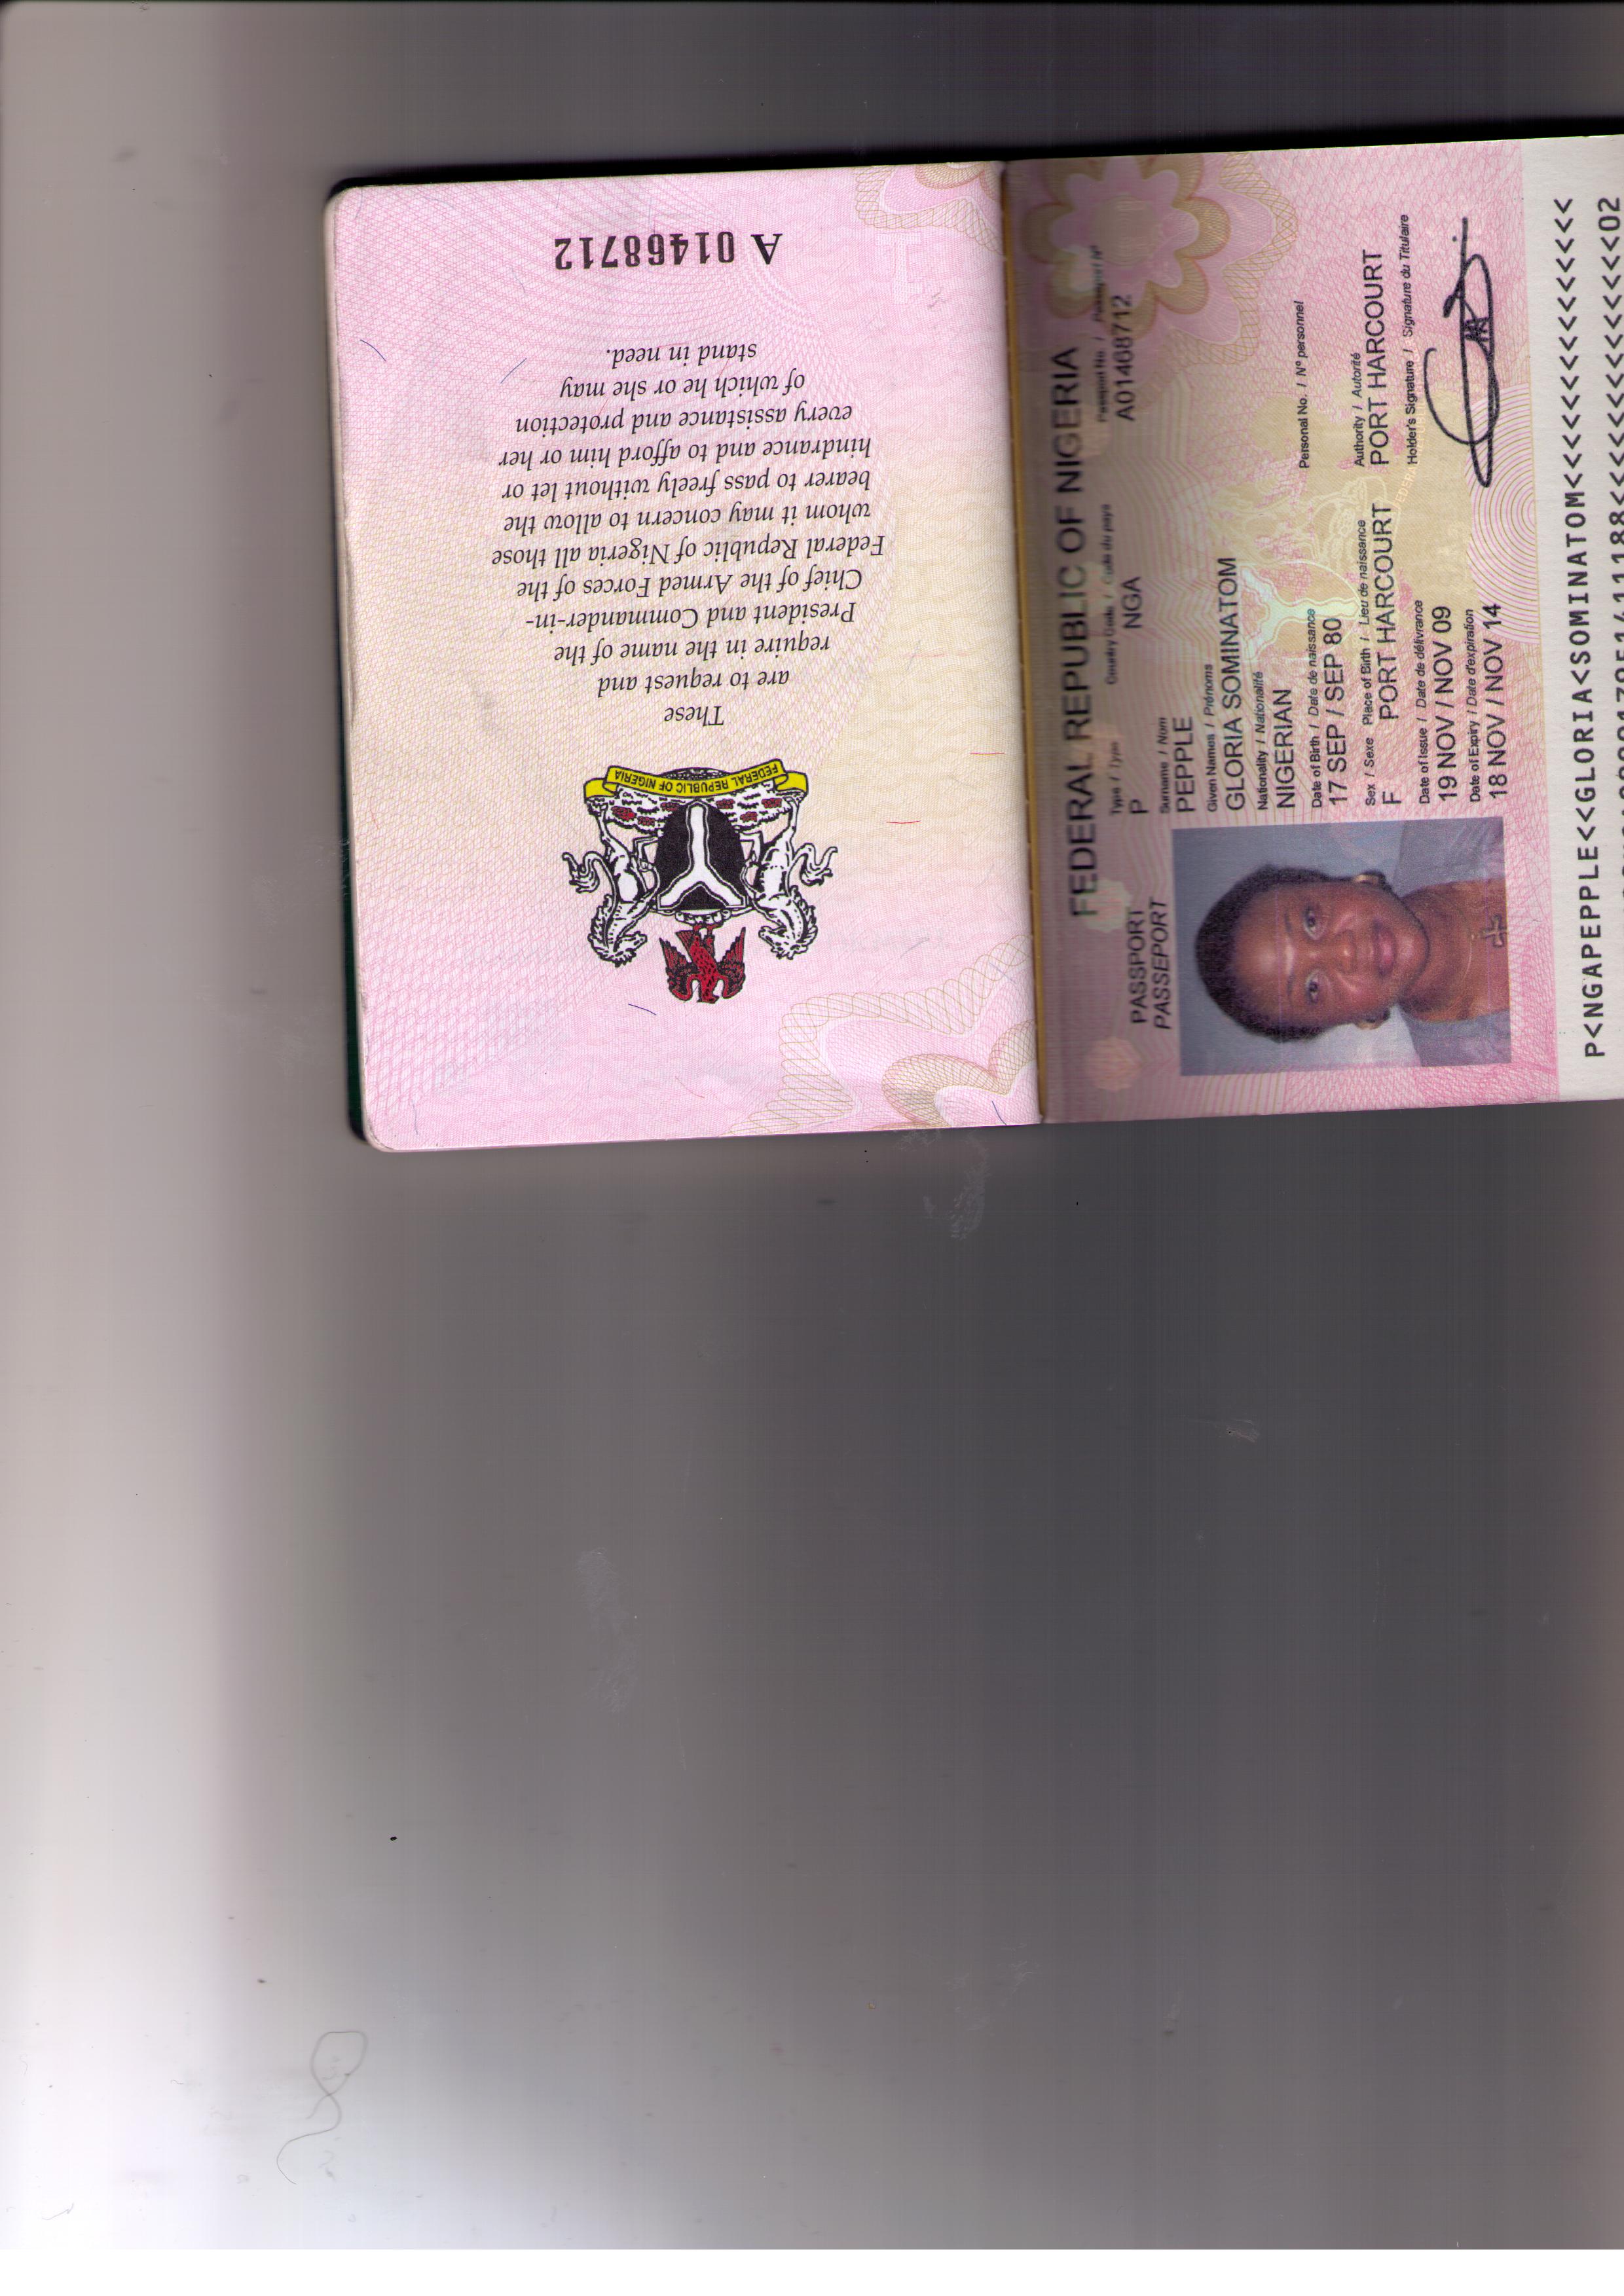 A 01468712
These
are to request and
require in the name of the
President and Commander-in-
Chief of the Armed Forces of the
Federal Republic of Nigeria all those
whom it may concern to allow the
bearer to pass freely without let or
hindrance and to afford him or her
every assistance and protection
of which he or she may
stand in need.
FEDERAL REPUBLIC OF NIGERIA
FEDERAL REPUBLIC OF NIGERIA
PASSPORT
PASSEPORT
Type / Type
Country Code / Code du pays
Passport No. / Passeport N°
P
NGA
A01468712
Surname / Nom
PEPPLE
Given Names / Prénoms
GLORIA SOMINATOM
Nationality / Nationalité
NIGERIAN
Date of Birth / Date de naissance
Personal No. / N° personnel
17 SEP / SEP 80
Sex / Sexe Place of Birth / Lieu de naissance
Authority / Autorité
F PORT HARCOURT
PORT HARCOURT
Date of Issue / Date de délivrance
Holder's Signature / Signature du Titulaire
19 NOV / NOV 09
Date of Expiry / Date d'expiration
18 NOV / NOV 14
P<NGAPEPPLE<<GLORIA<SOMINATOM<<<<<<<<<<<<<<<